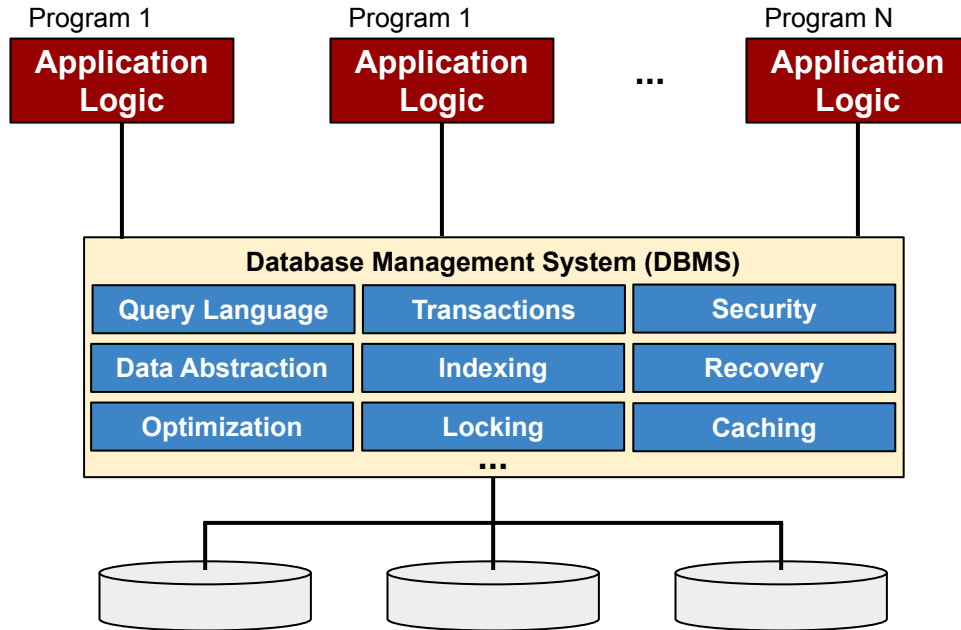 Program 1
Program 1
Program N
Application
Logic
Application
Logic
...
Application
Logic
Database Management System (DBMS)
Query Language
Transactions
Security
Data Abstraction
Indexing
Recovery
Optimization
Locking
Caching
...